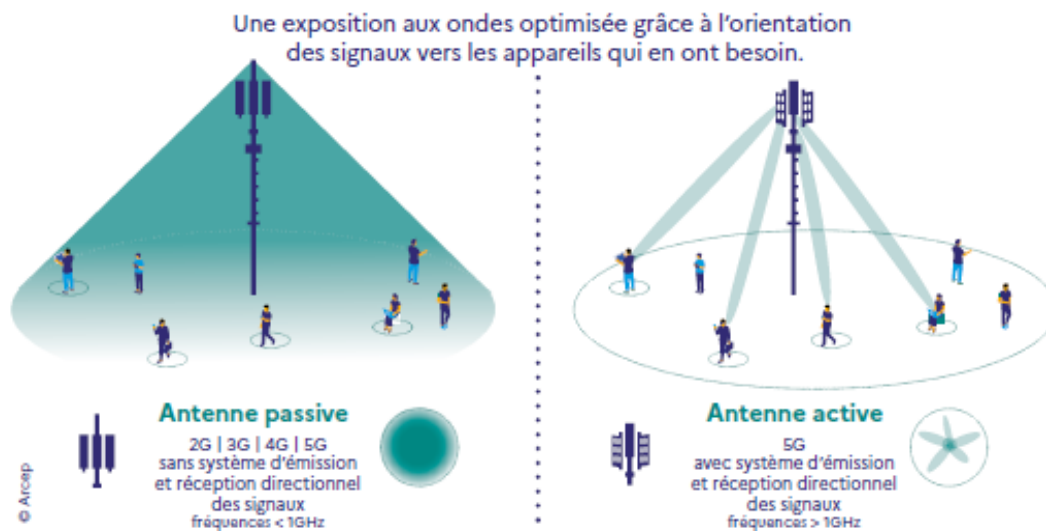 Une exposition aux ondes optimisée grâce à l'orientation
des signaux vers les appareils qui en ont besoin.
Antenne passive
2G | 3G | 4G | 5G
sans système d'émission
et réception directionnel
des signaux
fréquences < 1GHz
Antenne active
5G
avec système d'émission
et réception directionnel
des signaux
fréquences > 1GHz
© Arcep